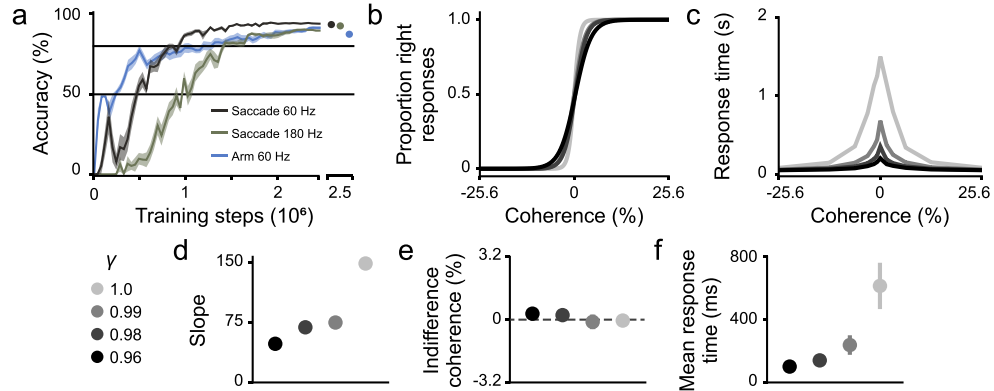 a
Accuracy (%)
100
50
0
Saccade 60 Hz
Saccade 180 Hz
Arm 60 Hz
0
1
2
2.5
Training steps (10⁶)
b
Proportion right
responses
1.0
0.5
0
-25.6
0
25.6
Coherence (%)
c
Response time (s)
2
1
0
-25.6
0
25.6
Coherence (%)
γ
1.0
0.99
0.98
0.96
d
Slope
150
75
0
e
Indifference
coherence (%)
3.2
0
-3.2
f
Mean response
time (ms)
800
400
0